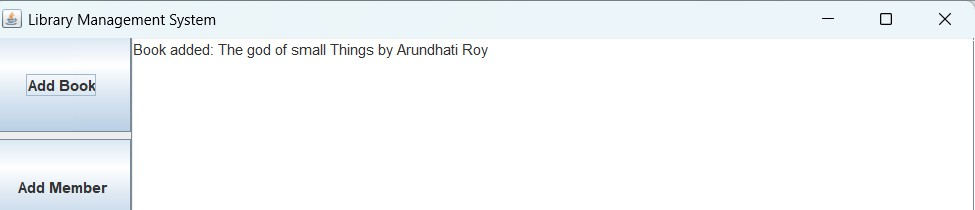 Library Management System
Book added: The god of small Things by Arundhati Roy
Add Book
Add Member